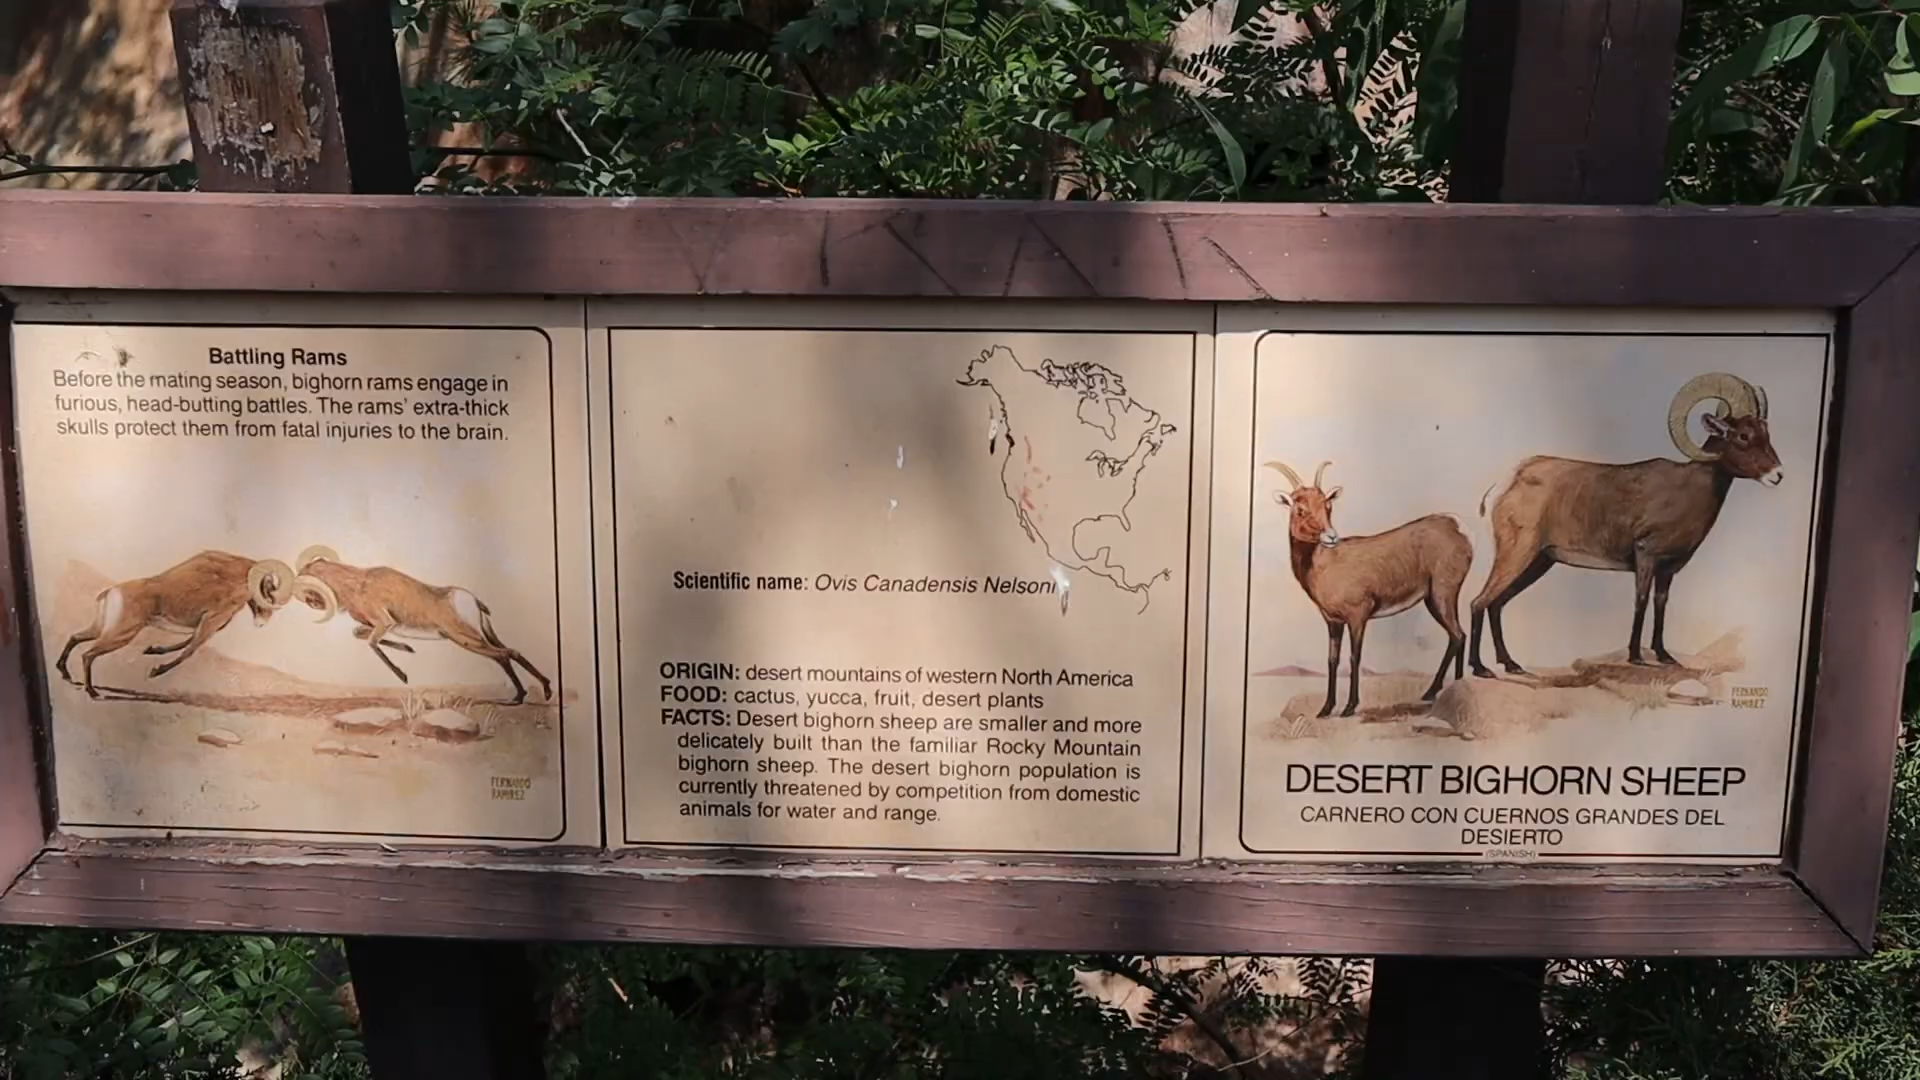 Battling Rams
Before the mating season, bighorn rams engage in
furious, head-butting battles. The rams' extra-thick
skulls protect them from fatal injuries to the brain.
FERNANDO
RAMIREZ
Scientific name: Ovis Canadensis Nelsoni
ORIGIN: desert mountains of western North America
FOOD: cactus, yucca, fruit, desert plants
FACTS: Desert bighorn sheep are smaller and more
delicately built than the familiar Rocky Mountain
bighorn sheep. The desert bighorn population is
currently threatened by competition from domestic
animals for water and range.
FERNANDO
RAMIREZ
DESERT BIGHORN SHEEP
CARNERO CON CUERNOS GRANDES DEL
DESIERTO
(SPANISH)